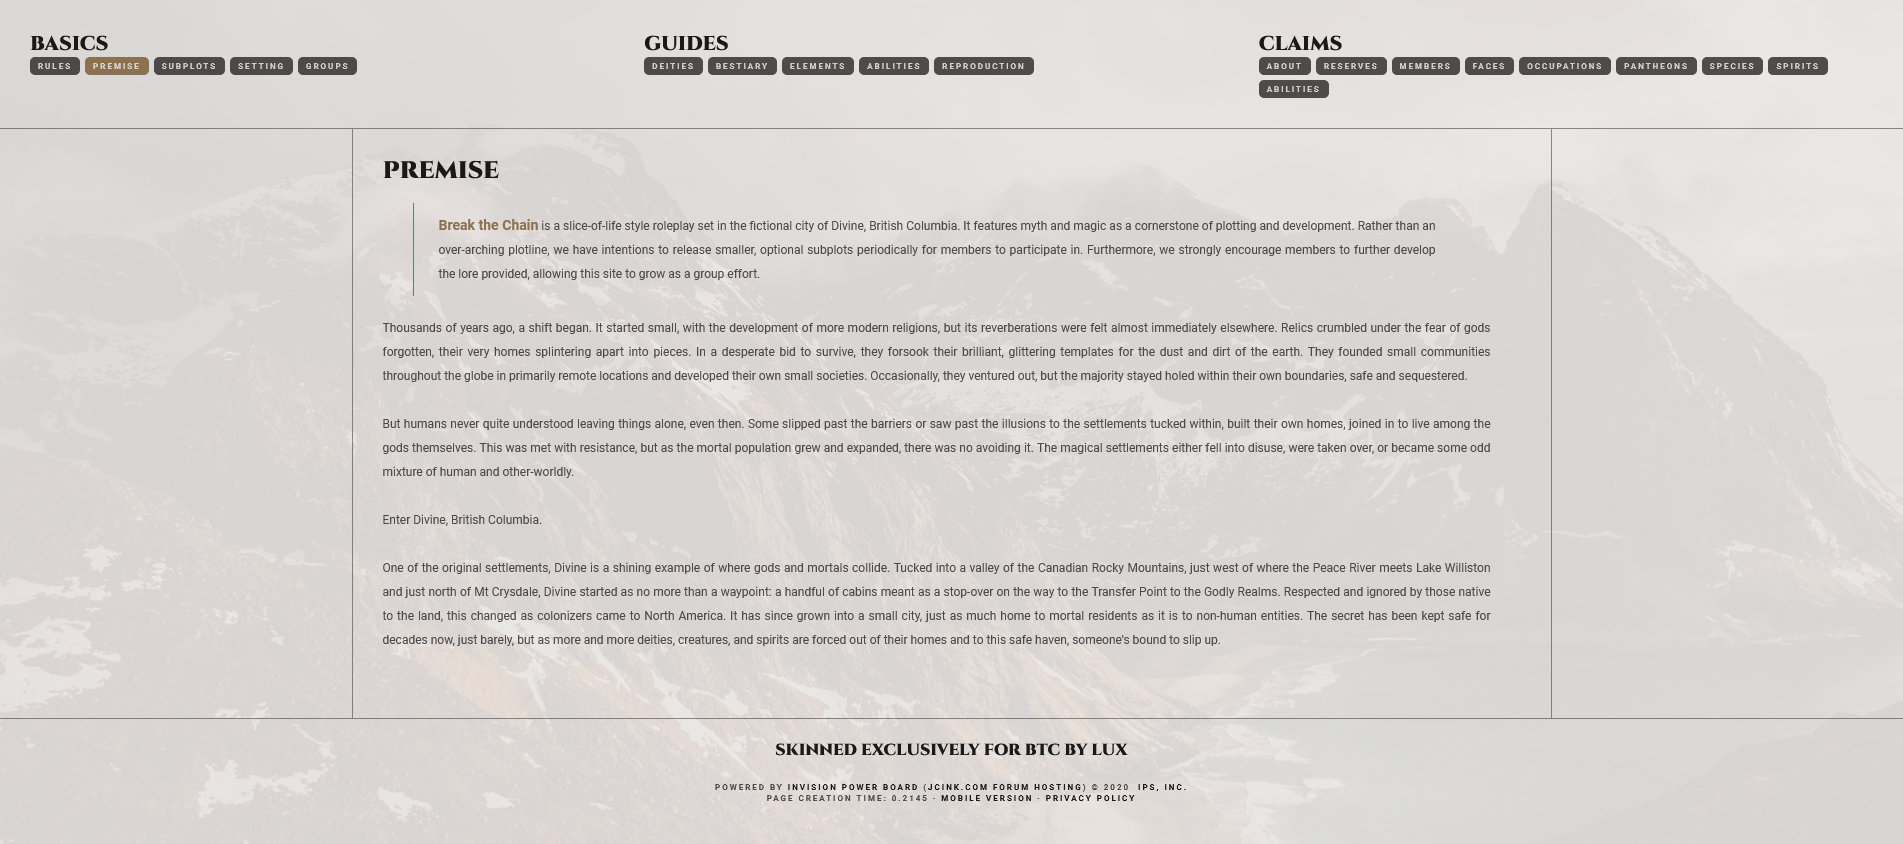 BASICS
RULES PREMISE SUBPLOTS SETTING GROUPS
GUIDES
DEITIES BESTIARY ELEMENTS ABILITIES REPRODUCTION
CLAIMS
ABOUT RESERVES MEMBERS FACES OCCUPATIONS PANTHEONS SPECIES SPIRITS
ABILITIES
PREMISE
Break the Chain is a slice-of-life style roleplay set in the fictional city of Divine, British Columbia. It features myth and magic as a cornerstone of plotting and development. Rather than an
over-arching plotline, we have intentions to release smaller, optional subplots periodically for members to participate in. Furthermore, we strongly encourage members to further develop
the lore provided, allowing this site to grow as a group effort.
Thousands of years ago, a shift began. It started small, with the development of more modern religions, but its reverberations were felt almost immediately elsewhere. Relics crumbled under the fear of gods
forgotten, their very homes splintering apart into pieces. In a desperate bid to survive, they forsook their brilliant, glittering templates for the dust and dirt of the earth. They founded small communities
throughout the globe in primarily remote locations and developed their own small societies. Occasionally, they ventured out, but the majority stayed holed within their own boundaries, safe and sequestered.
But humans never quite understood leaving things alone, even then. Some slipped past the barriers or saw past the illusions to the settlements tucked within, built their own homes, joined in to live among the
gods themselves. This was met with resistance, but as the mortal population grew and expanded, there was no avoiding it. The magical settlements either fell into disuse, were taken over, or became some odd
mixture of human and other-worldly.
Enter Divine, British Columbia.
One of the original settlements, Divine is a shining example of where gods and mortals collide. Tucked into a valley of the Canadian Rocky Mountains, just west of where the Peace River meets Lake Williston
and just north of Mt Crysdale, Divine started as no more than a waypoint: a handful of cabins meant as a stop-over on the way to the Transfer Point to the Godly Realms. Respected and ignored by those native
to the land, this changed as colonizers came to North America. It has since grown into a small city, just as much home to mortal residents as it is to non-human entities. The secret has been kept safe for
decades now, just barely, but as more and more deities, creatures, and spirits are forced out of their homes and to this safe haven, someone's bound to slip up.
SKINNED EXCLUSIVELY FOR BTC BY LUX
POWERED BY INVISION POWER BOARD (JCINK.COM FORUM HOSTING) © 2020 IPS, INC.
PAGE CREATION TIME: 0.2145 · MOBILE VERSION · PRIVACY POLICY